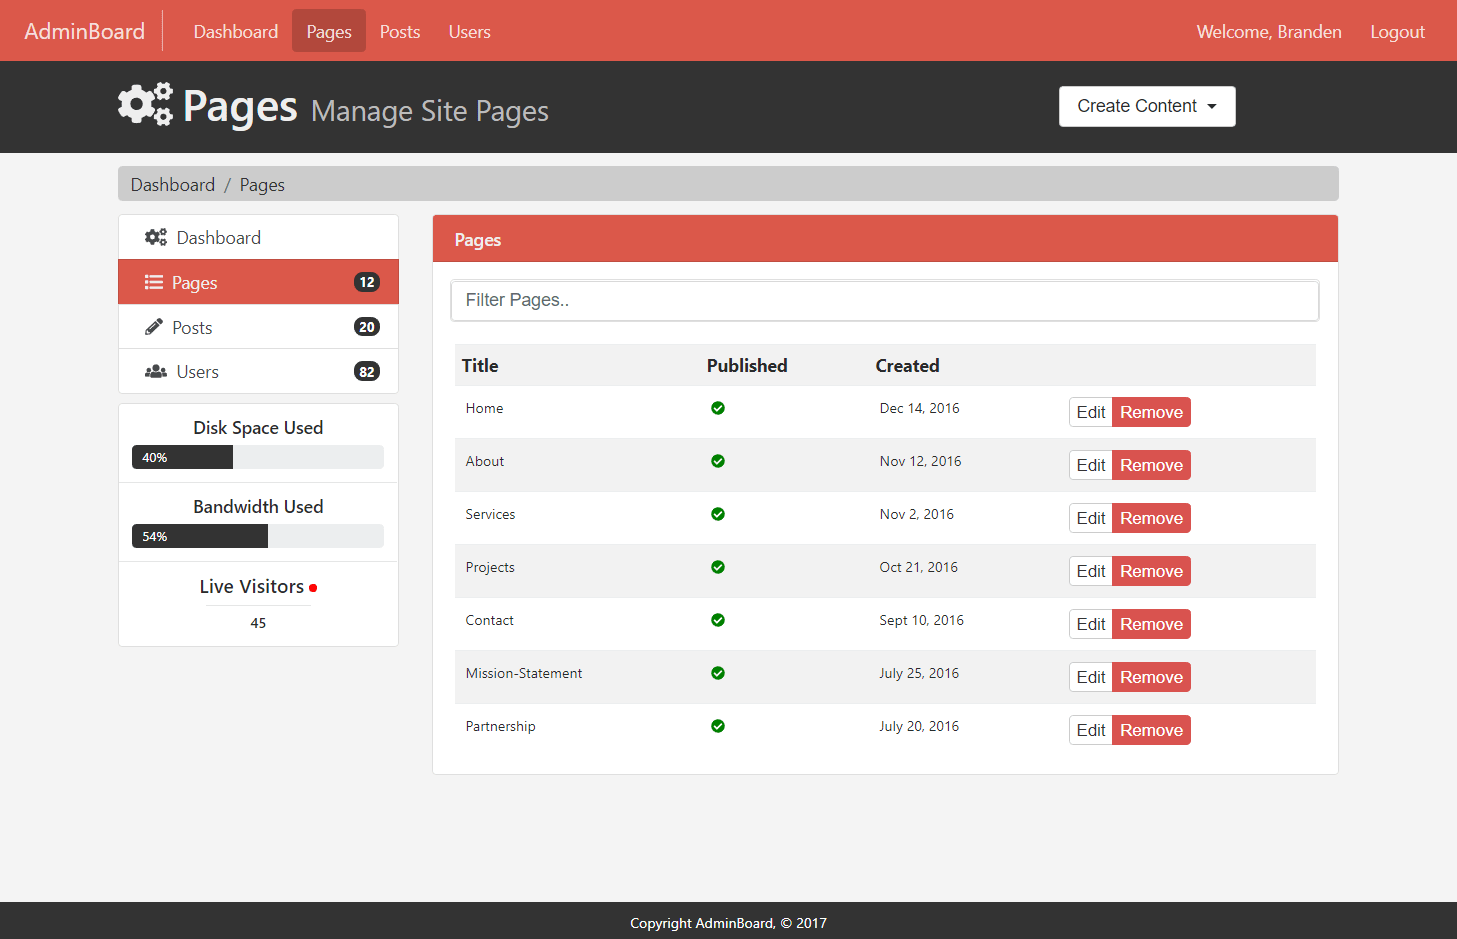 AdminBoard Dashboard Pages Posts Users Welcome, Branden Logout
Pages Manage Site Pages Create Content
Dashboard / Pages
Dashboard
Pages 12
Posts 20
Users 82
Disk Space Used
40%
Bandwidth Used
54%
Live Visitors
45
Pages
Filter Pages..
Title Published Created
Home Dec 14, 2016 Edit Remove
About Nov 12, 2016 Edit Remove
Services Nov 2, 2016 Edit Remove
Projects Oct 21, 2016 Edit Remove
Contact Sept 10, 2016 Edit Remove
Mission-Statement July 25, 2016 Edit Remove
Partnership July 20, 2016 Edit Remove
Copyright AdminBoard, © 2017